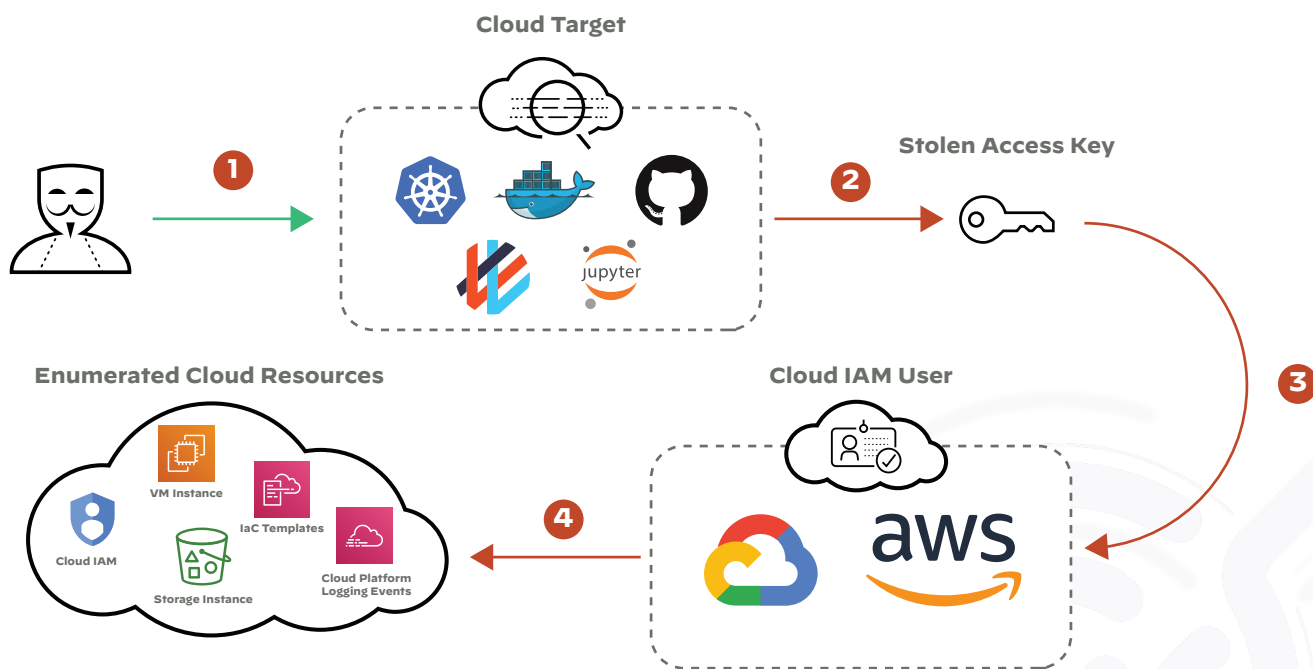 Cloud Target
1
2
Stolen Access Key
jupyter
Enumerated Cloud Resources
Cloud IAM User
3
VM Instance
IaC Templates
Cloud IAM
4
aws
Storage Instance
Cloud Platform
Logging Events